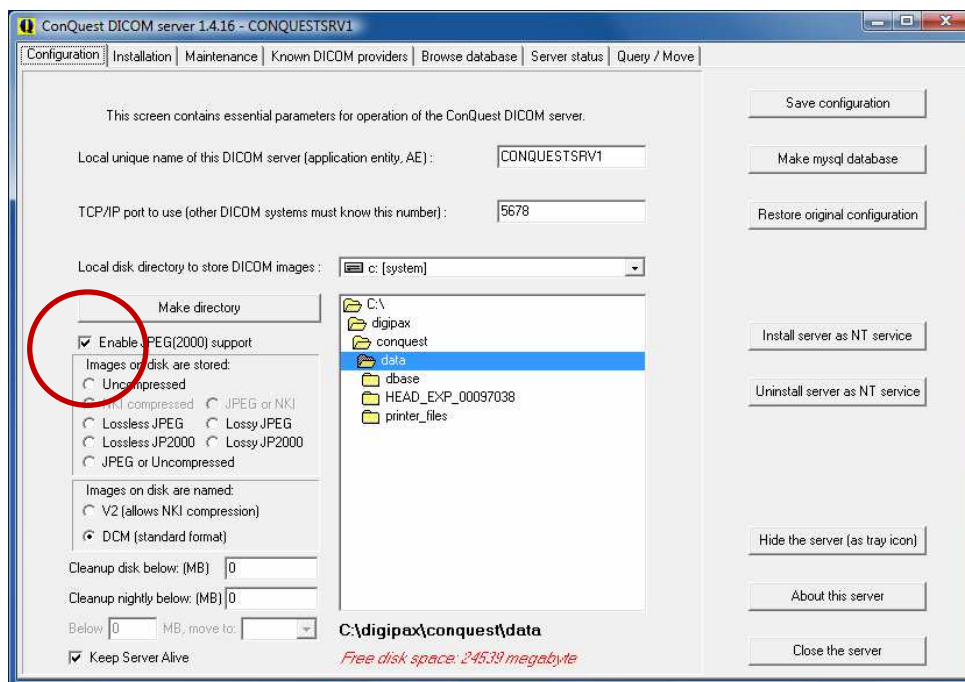 ConQuest DICOM server 1.4.16 - CONQUESTSRV1
Configuration Installation Maintenance Known DICOM providers Browse database Server status Query / Move
This screen contains essential parameters for operation of the ConQuest DICOM server.
Local unique name of this DICOM server (application entity, AE) : CONQUESTSRV1
TCP/IP port to use (other DICOM systems must know this number) : 5678
Local disk directory to store DICOM images : c: [system]
Make directory
Enable JPEG(2000) support
Images on disk are stored:
Uncompressed
NKI compressed JPEG or NKI
Lossless JPEG Lossy JPEG
Lossless JP2000 Lossy JP2000
JPEG or Uncompressed
Images on disk are named:
V2 (allows NKI compression)
DCM (standard format)
Cleanup disk below: (MB) 0
Cleanup nightly below: (MB) 0
Below 0 MB, move to:
Keep Server Alive
C:\
digipax
conquest
data
dbase
HEAD_EXP_00097038
printer_files
C:\digipax\conquest\data
Free disk space: 24539 megabyte
Save configuration
Make mysql database
Restore original configuration
Install server as NT service
Uninstall server as NT service
Hide the server (as tray icon)
About this server
Close the server